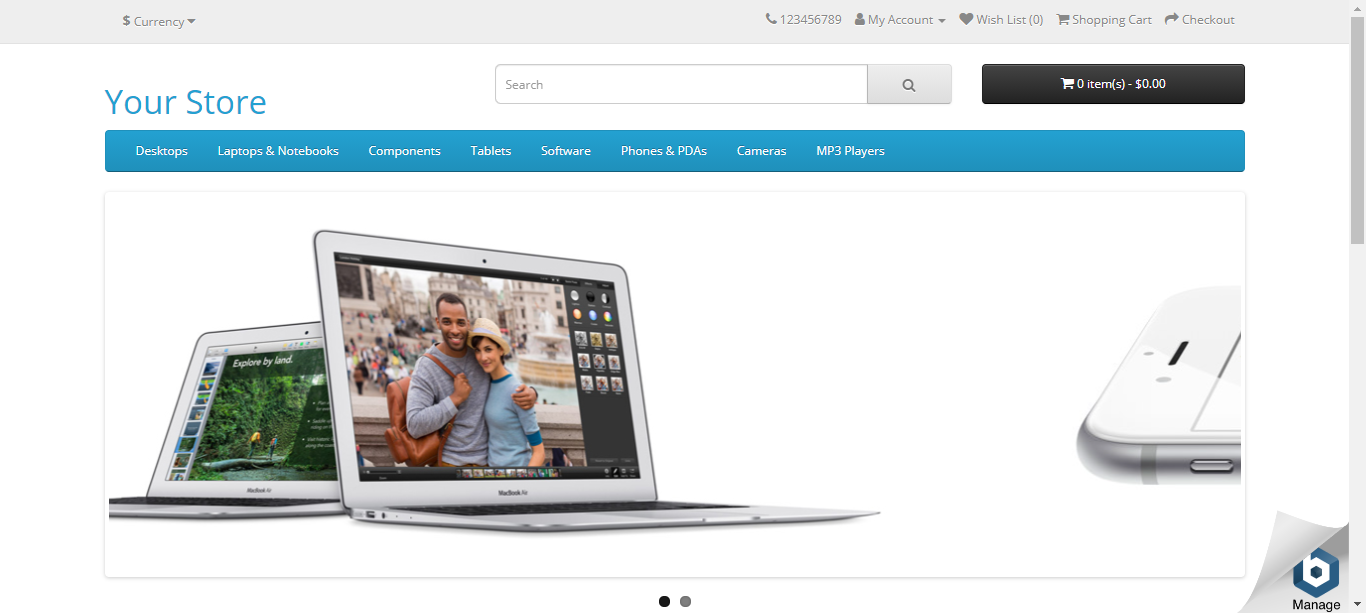 $ Currency
123456789 My Account Wish List (0) Shopping Cart Checkout
Your Store
Search
0 item(s) - $0.00
Desktops Laptops & Notebooks Components Tablets Software Phones & PDAs Cameras MP3 Players
Explore by land.
MacBook Air
MacBook Air
Manage